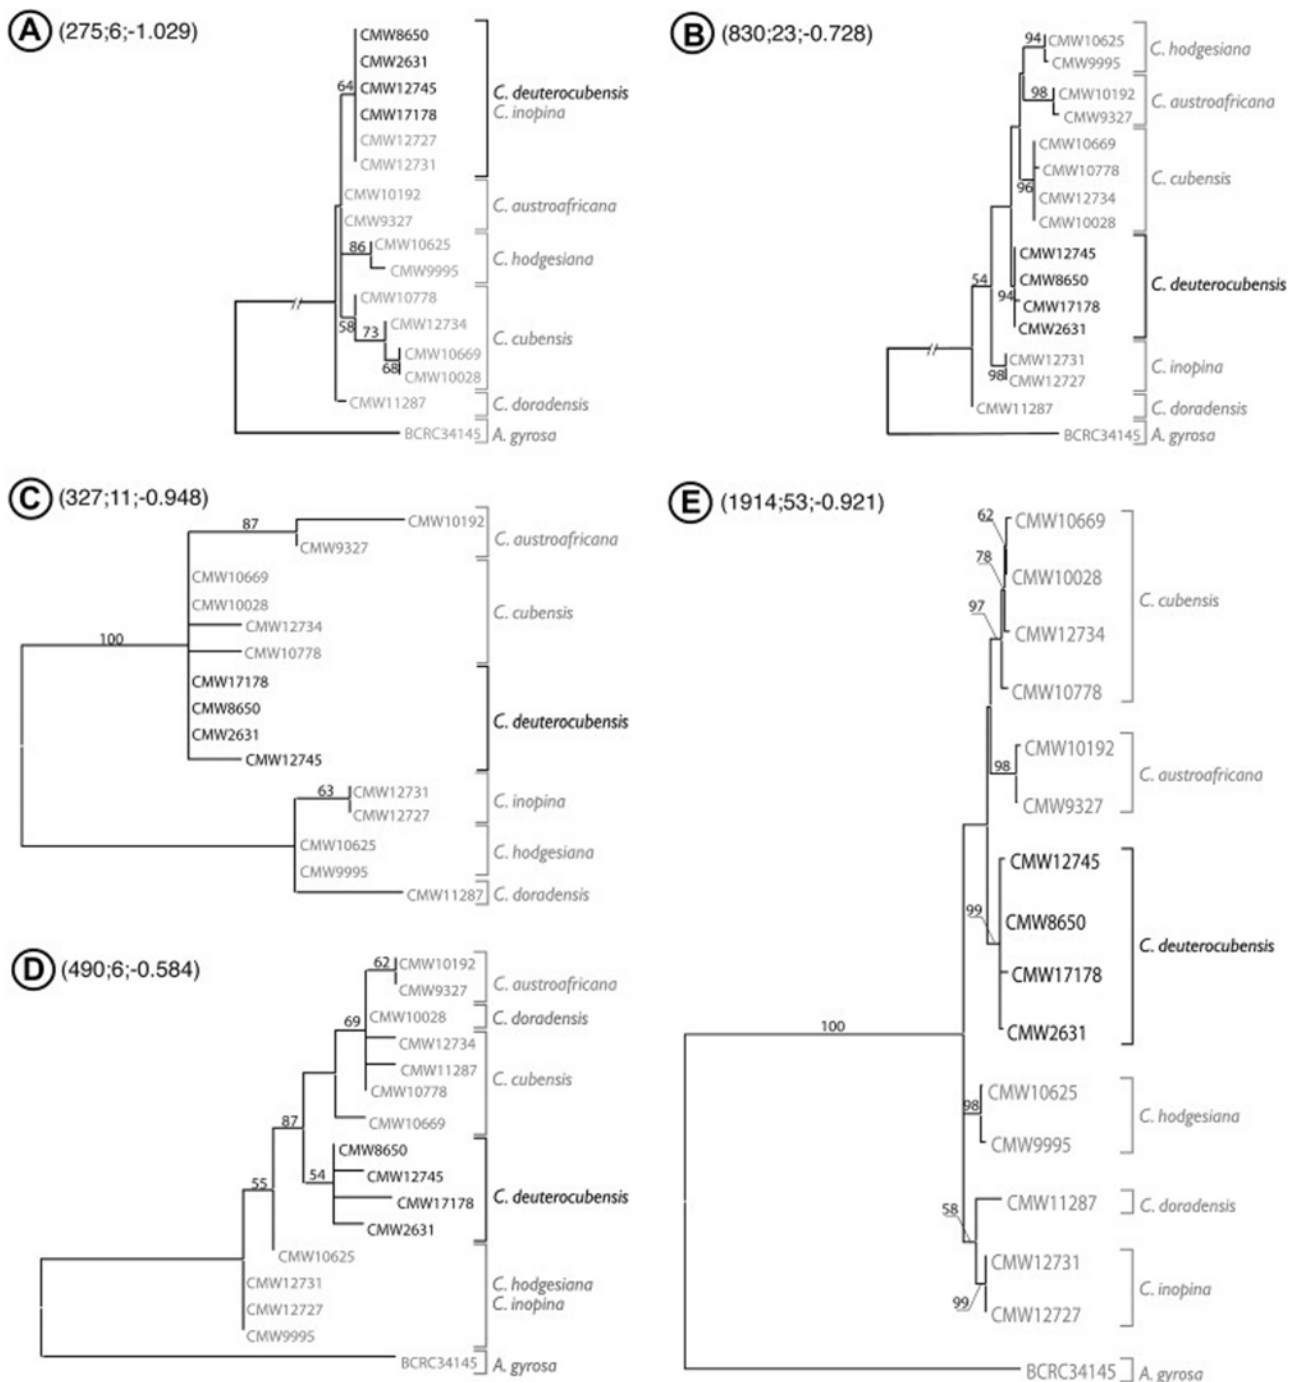 A (275;6;-1.029)
64
CMW8650
CMW2631
CMW12745
CMW17178
CMW12727
CMW12731
C. deuterocubensis
C. inopina
CMW10192
CMW9327
C. austroafricana
86
CMW10625
CMW9995
C. hodgesiana
58
73
68
CMW10778
CMW12734
CMW10669
CMW10028
C. cubensis
CMW11287
C. doradensis
BCRC34145
A. gyrosa
B (830;23;-0.728)
94
CMW10625
CMW9995
C. hodgesiana
98
CMW10192
CMW9327
C. austroafricana
96
CMW10669
CMW10778
CMW12734
CMW10028
C. cubensis
54
94
CMW12745
CMW8650
CMW17178
CMW2631
C. deuterocubensis
98
CMW12731
CMW12727
C. inopina
CMW11287
C. doradensis
BCRC34145
A. gyrosa
C (327;11;-0.948)
87
CMW10192
CMW9327
C. austroafricana
100
CMW10669
CMW10028
CMW12734
CMW10778
C. cubensis
CMW17178
CMW8650
CMW2631
CMW12745
C. deuterocubensis
63
CMW12731
CMW12727
C. inopina
CMW10625
CMW9995
C. hodgesiana
CMW11287
C. doradensis
D (490;6;-0.584)
62
CMW10192
CMW9327
C. austroafricana
69
CMW10028
C. doradensis
CMW12734
CMW11287
CMW10778
CMW10669
C. cubensis
87
54
CMW8650
CMW12745
CMW17178
CMW2631
C. deuterocubensis
55
CMW10625
CMW12731
CMW12727
CMW9995
C. hodgesiana
C. inopina
BCRC34145
A. gyrosa
E (1914;53;-0.921)
62
78
97
CMW10669
CMW10028
CMW12734
CMW10778
C. cubensis
98
CMW10192
CMW9327
C. austroafricana
99
CMW12745
CMW8650
CMW17178
CMW2631
C. deuterocubensis
100
98
CMW10625
CMW9995
C. hodgesiana
58
CMW11287
C. doradensis
99
CMW12731
CMW12727
C. inopina
BCRC34145
A. gyrosa